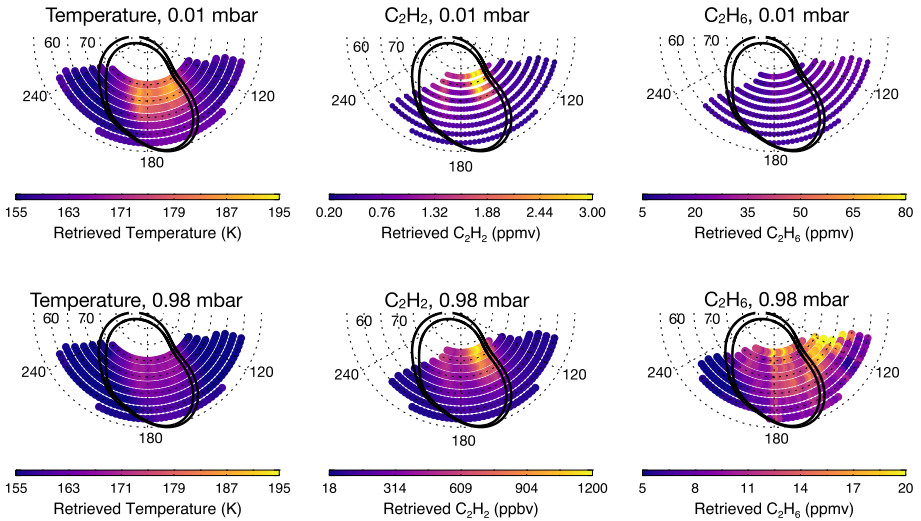 Temperature, 0.01 mbar
C₂H₂, 0.01 mbar
C₂H₆, 0.01 mbar
60 70
60 70
60 70
240 120
240 120
240 120
180
180
180
155 163 171 179 187 195
0.20 0.76 1.32 1.88 2.44 3.00
5 20 35 50 65 80
Retrieved Temperature (K)
Retrieved C₂H₂ (ppmv)
Retrieved C₂H₆ (ppmv)
Temperature, 0.98 mbar
C₂H₂, 0.98 mbar
C₂H₆, 0.98 mbar
60 70
60 70
60 70
240 120
240 120
240 120
180
180
180
155 163 171 179 187 195
18 314 609 904 1200
5 8 11 14 17 20
Retrieved Temperature (K)
Retrieved C₂H₂ (ppbv)
Retrieved C₂H₆ (ppmv)